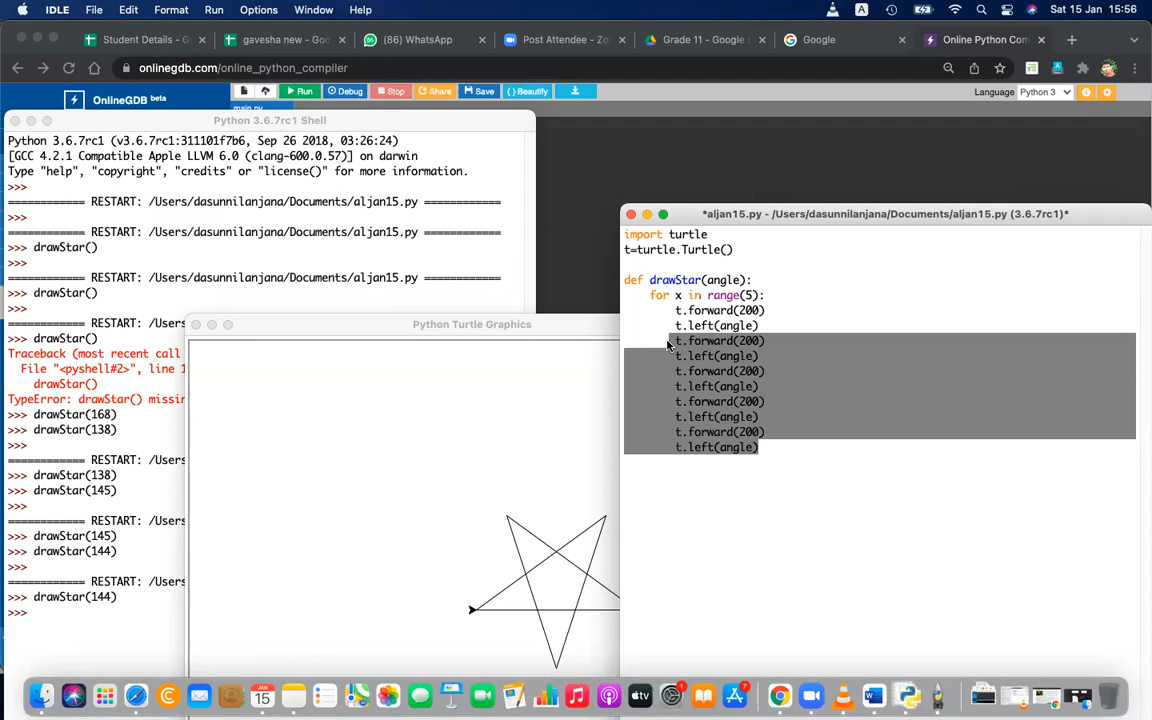 IDLE File Edit Format Run Options Window Help
A Sat 15 Jan 15:56
Student Details - G
gavesha new - Goo
(86) WhatsApp
Post Attendee - Zo
Grade 11 – Google
Google
Online Python Com
onlinegdb.com/online_python_compiler
OnlineGDB beta
Run Debug Stop Share Save { } Beautify
Language Python 3
main.py
Python 3.6.7rc1 Shell
Python 3.6.7rc1 (v3.6.7rc1:311101f7b6, Sep 26 2018, 03:26:24)
[GCC 4.2.1 Compatible Apple LLVM 6.0 (clang-600.0.57)] on darwin
Type "help", "copyright", "credits" or "license()" for more information.
>>>
============ RESTART: /Users/dasunnilanjana/Documents/aljan15.py ============
>>>
============ RESTART: /Users/dasunnilanjana/Documents/aljan15.py ============
>>> drawStar()
>>>
============ RESTART: /Users/dasunnilanjana/Documents/aljan15.py ============
>>> drawStar()
>>>
============ RESTART: /Users
>>> drawStar()
Traceback (most recent call
File "<pyshell#2>", line 1
drawStar()
TypeError: drawStar() missin
>>> drawStar(168)
>>> drawStar(138)
>>>
============ RESTART: /Users
>>> drawStar(138)
>>> drawStar(145)
>>>
============ RESTART: /Users
>>> drawStar(145)
>>> drawStar(144)
>>>
============ RESTART: /Users
>>> drawStar(144)
>>>
Python Turtle Graphics
*aljan15.py - /Users/dasunnilanjana/Documents/aljan15.py (3.6.7rc1)*
import turtle
t=turtle.Turtle()
def drawStar(angle):
for x in range(5):
t.forward(200)
t.left(angle)
t.forward(200)
t.left(angle)
t.forward(200)
t.left(angle)
t.forward(200)
t.left(angle)
t.forward(200)
t.left(angle)
JAN
15
tv